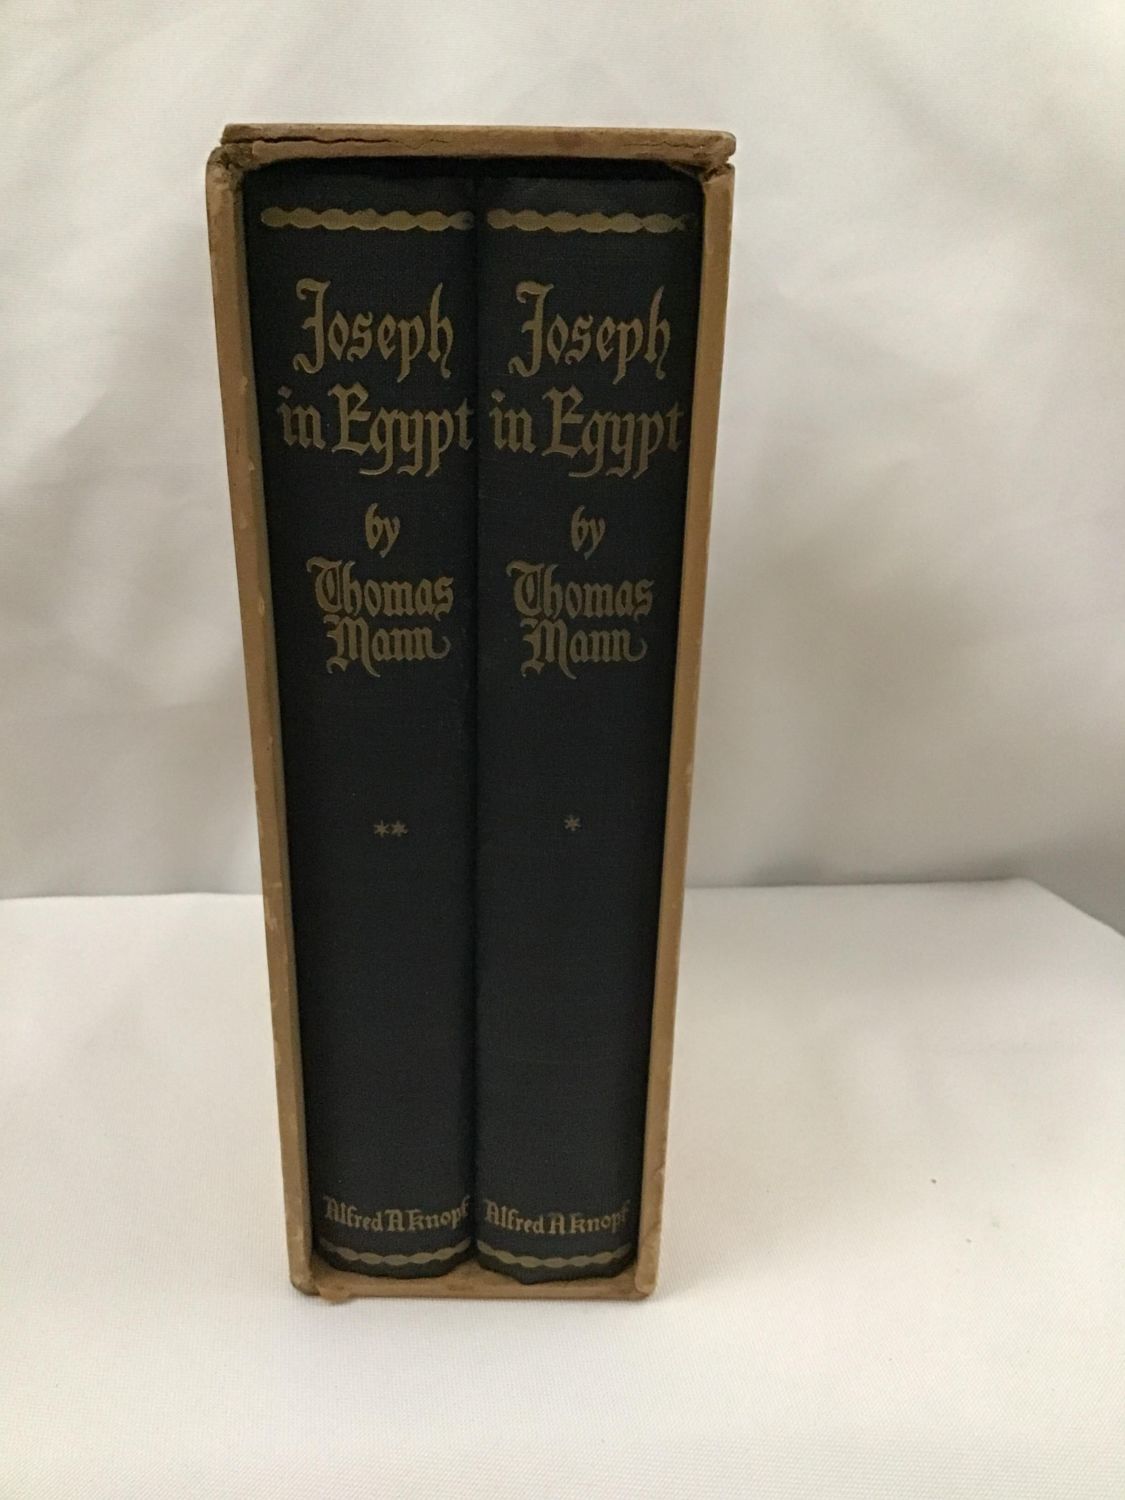 Joseph
in Egypt
by
Thomas
Mann
**
Alfred A Knopf
Joseph
in Egypt
by
Thomas
Mann
*
Alfred A Knopf